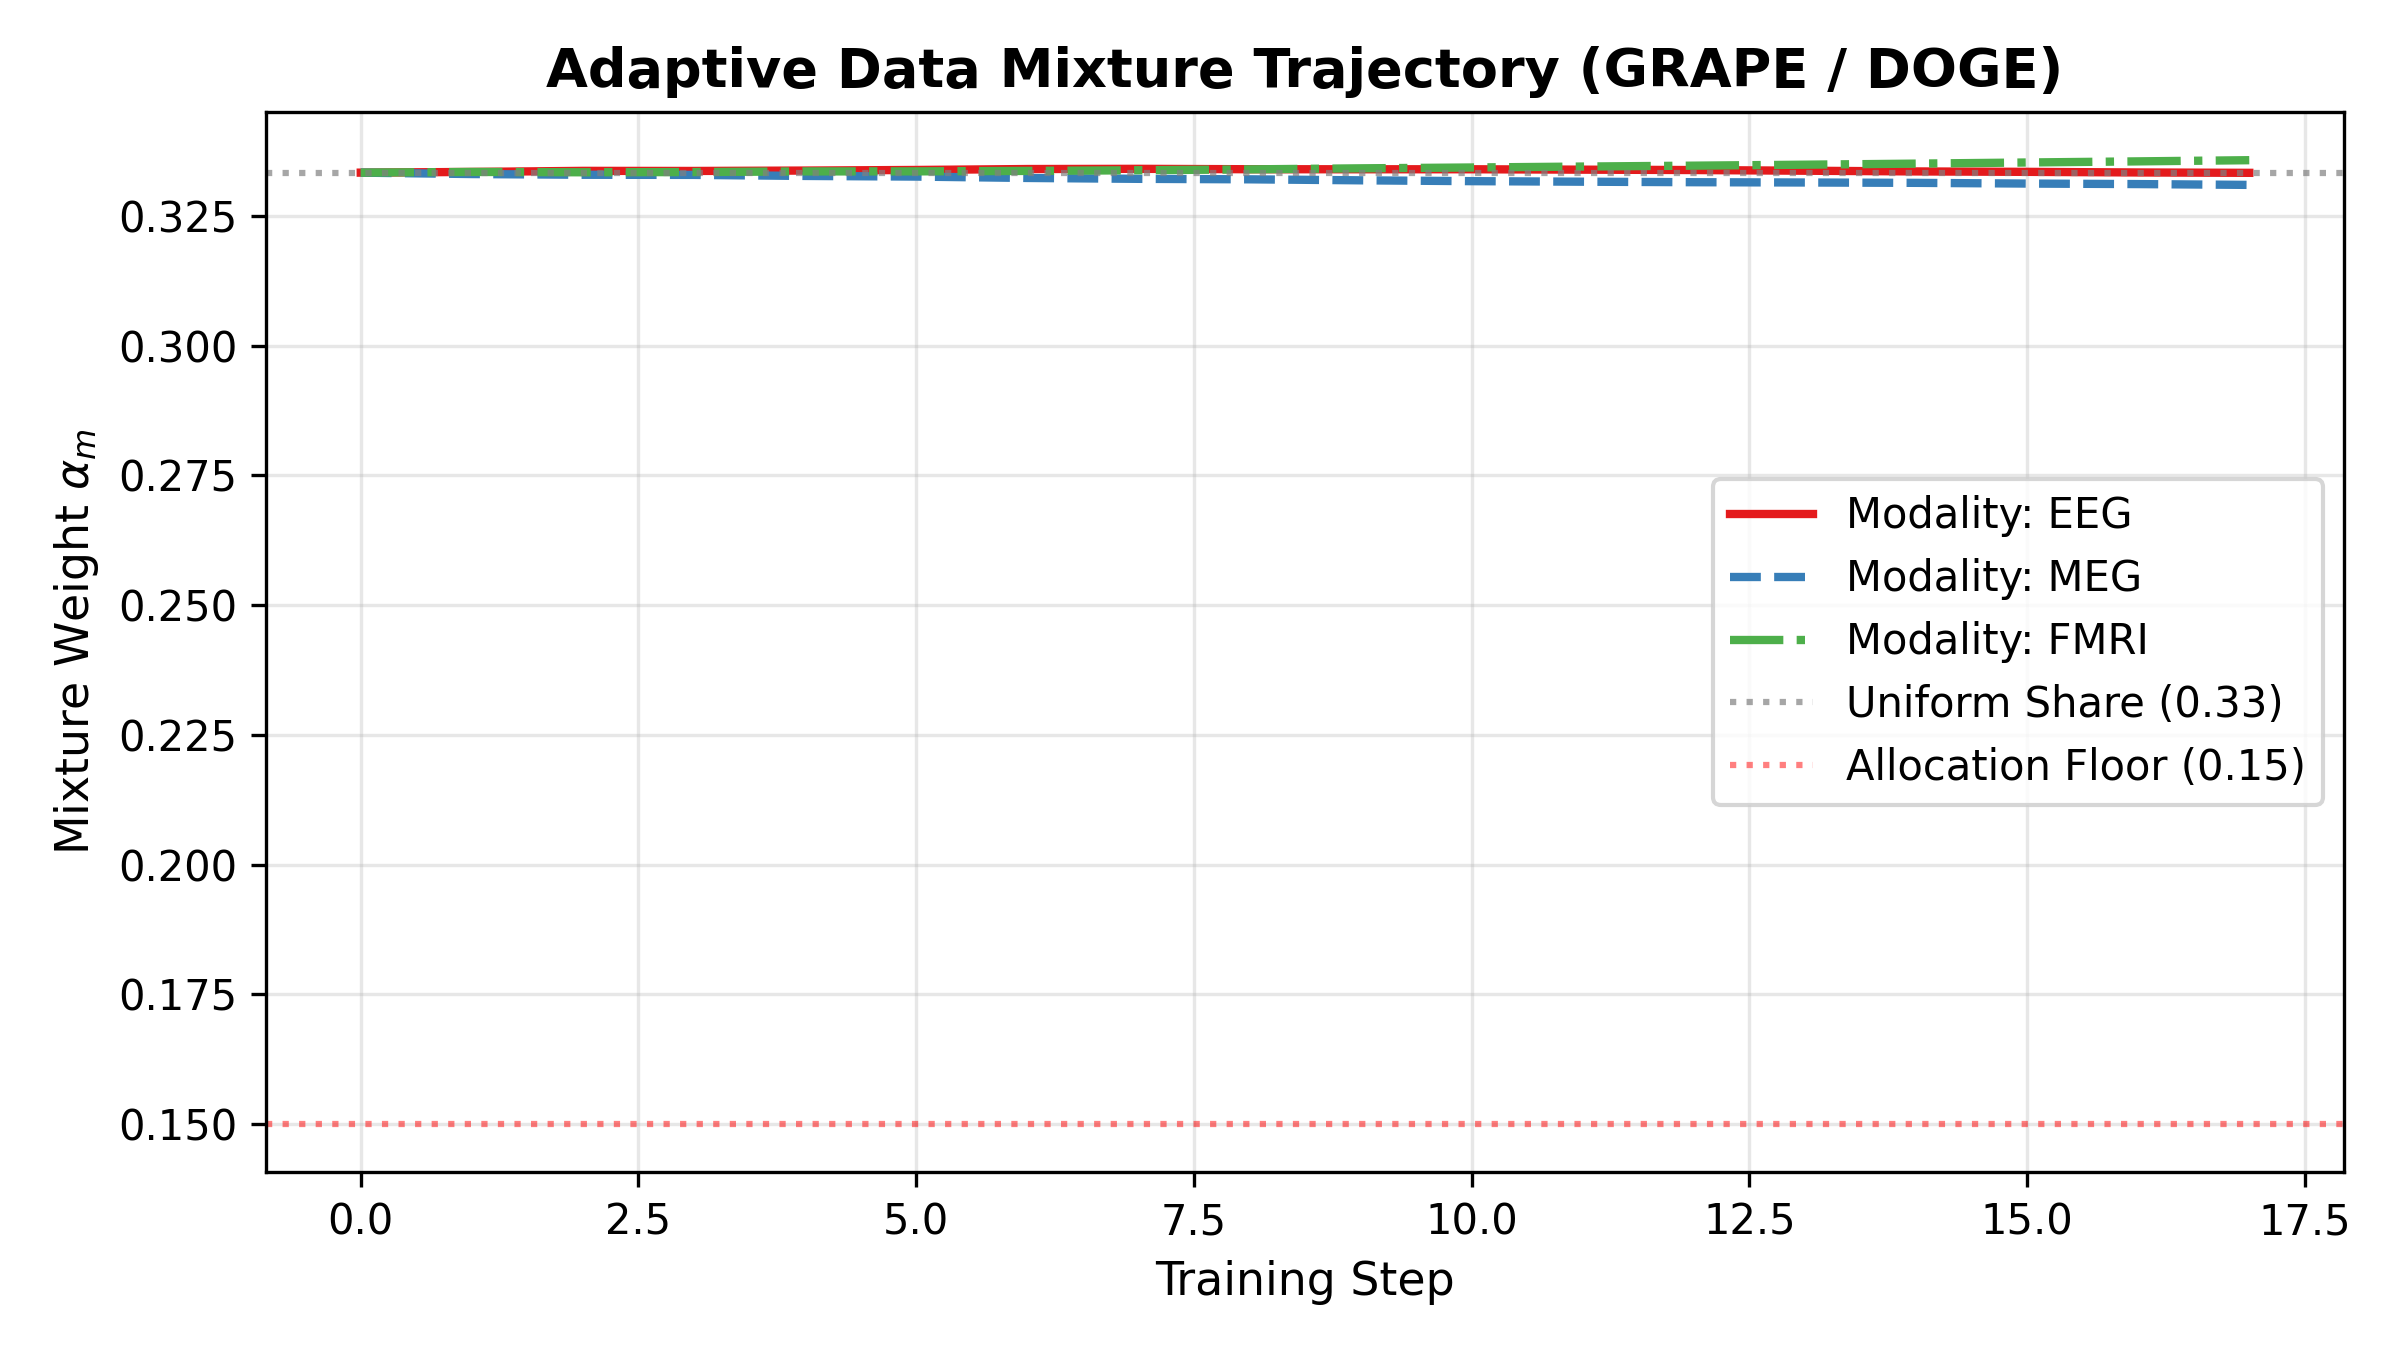 Adaptive Data Mixture Trajectory (GRAPE / DOGE)
Mixture Weight αₘ
0.325
0.300
0.275
0.250
0.225
0.200
0.175
0.150
Modality: EEG
Modality: MEG
Modality: FMRI
Uniform Share (0.33)
Allocation Floor (0.15)
0.0 2.5 5.0 7.5 10.0 12.5 15.0 17.5
Training Step